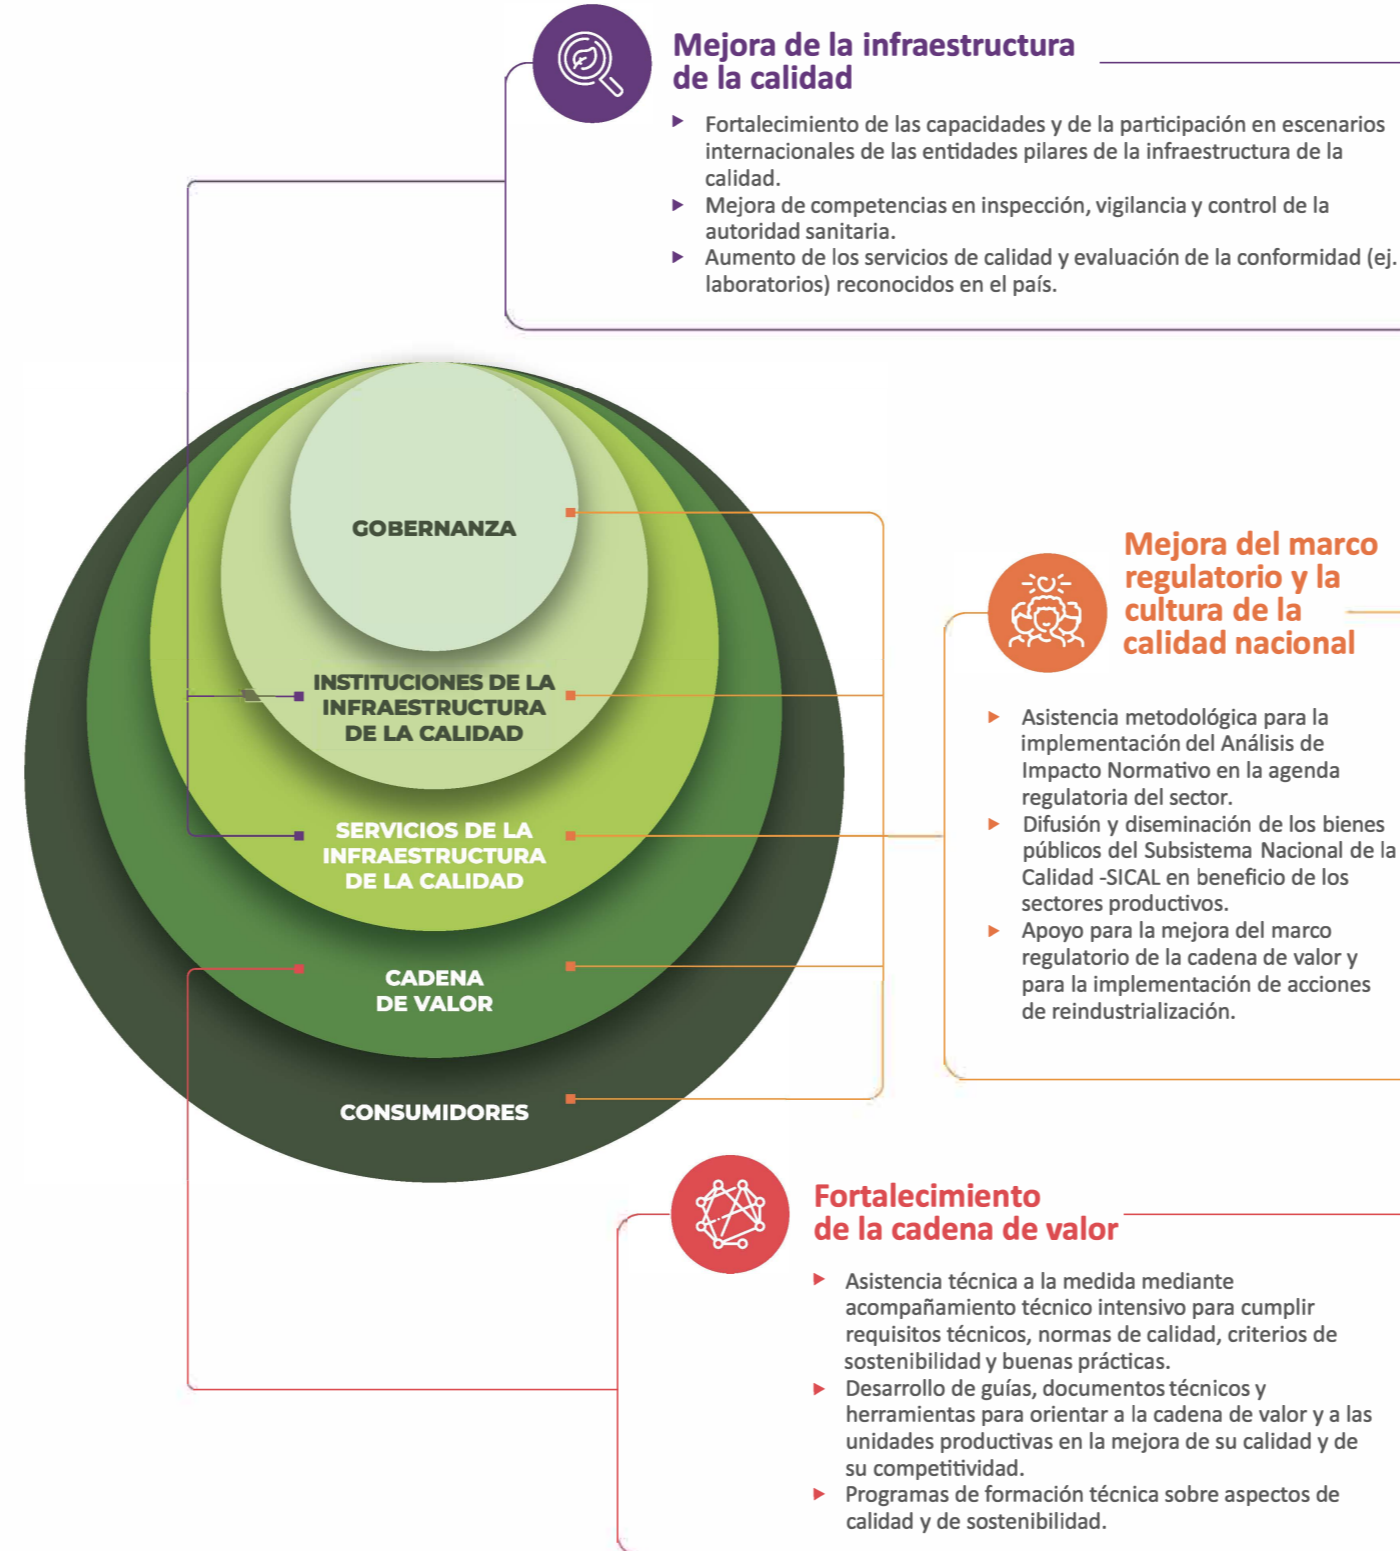 Mejora de la infraestructura
de la calidad
Fortalecimiento de las capacidades y de la participación en escenarios
internacionales de las entidades pilares de la infraestructura de la
calidad.
Mejora de competencias en inspección, vigilancia y control de la
autoridad sanitaria.
Aumento de los servicios de calidad y evaluación de la conformidad (ej.
laboratorios) reconocidos en el país.
GOBERNANZA
INSTITUCIONES DE LA
INFRAESTRUCTURA
DE LA CALIDAD
SERVICIOS DE LA
INFRAESTRUCTURA
DE LA CALIDAD
CADENA
DE VALOR
CONSUMIDORES
Mejora del marco
regulatorio y la
cultura de la
calidad nacional
Asistencia metodológica para la
implementación del Análisis de
Impacto Normativo en la agenda
regulatoria del sector.
Difusión y diseminación de los bienes
públicos del Subsistema Nacional de la
Calidad -SICAL en beneficio de los
sectores productivos.
Apoyo para la mejora del marco
regulatorio de la cadena de valor y
para la implementación de acciones
de reindustrialización.
Fortalecimiento
de la cadena de valor
Asistencia técnica a la medida mediante
acompañamiento técnico intensivo para cumplir
requisitos técnicos, normas de calidad, criterios de
sostenibilidad y buenas prácticas.
Desarrollo de guías, documentos técnicos y
herramientas para orientar a la cadena de valor y a las
unidades productivas en la mejora de su calidad y de
su competitividad.
Programas de formación técnica sobre aspectos de
calidad y de sostenibilidad.